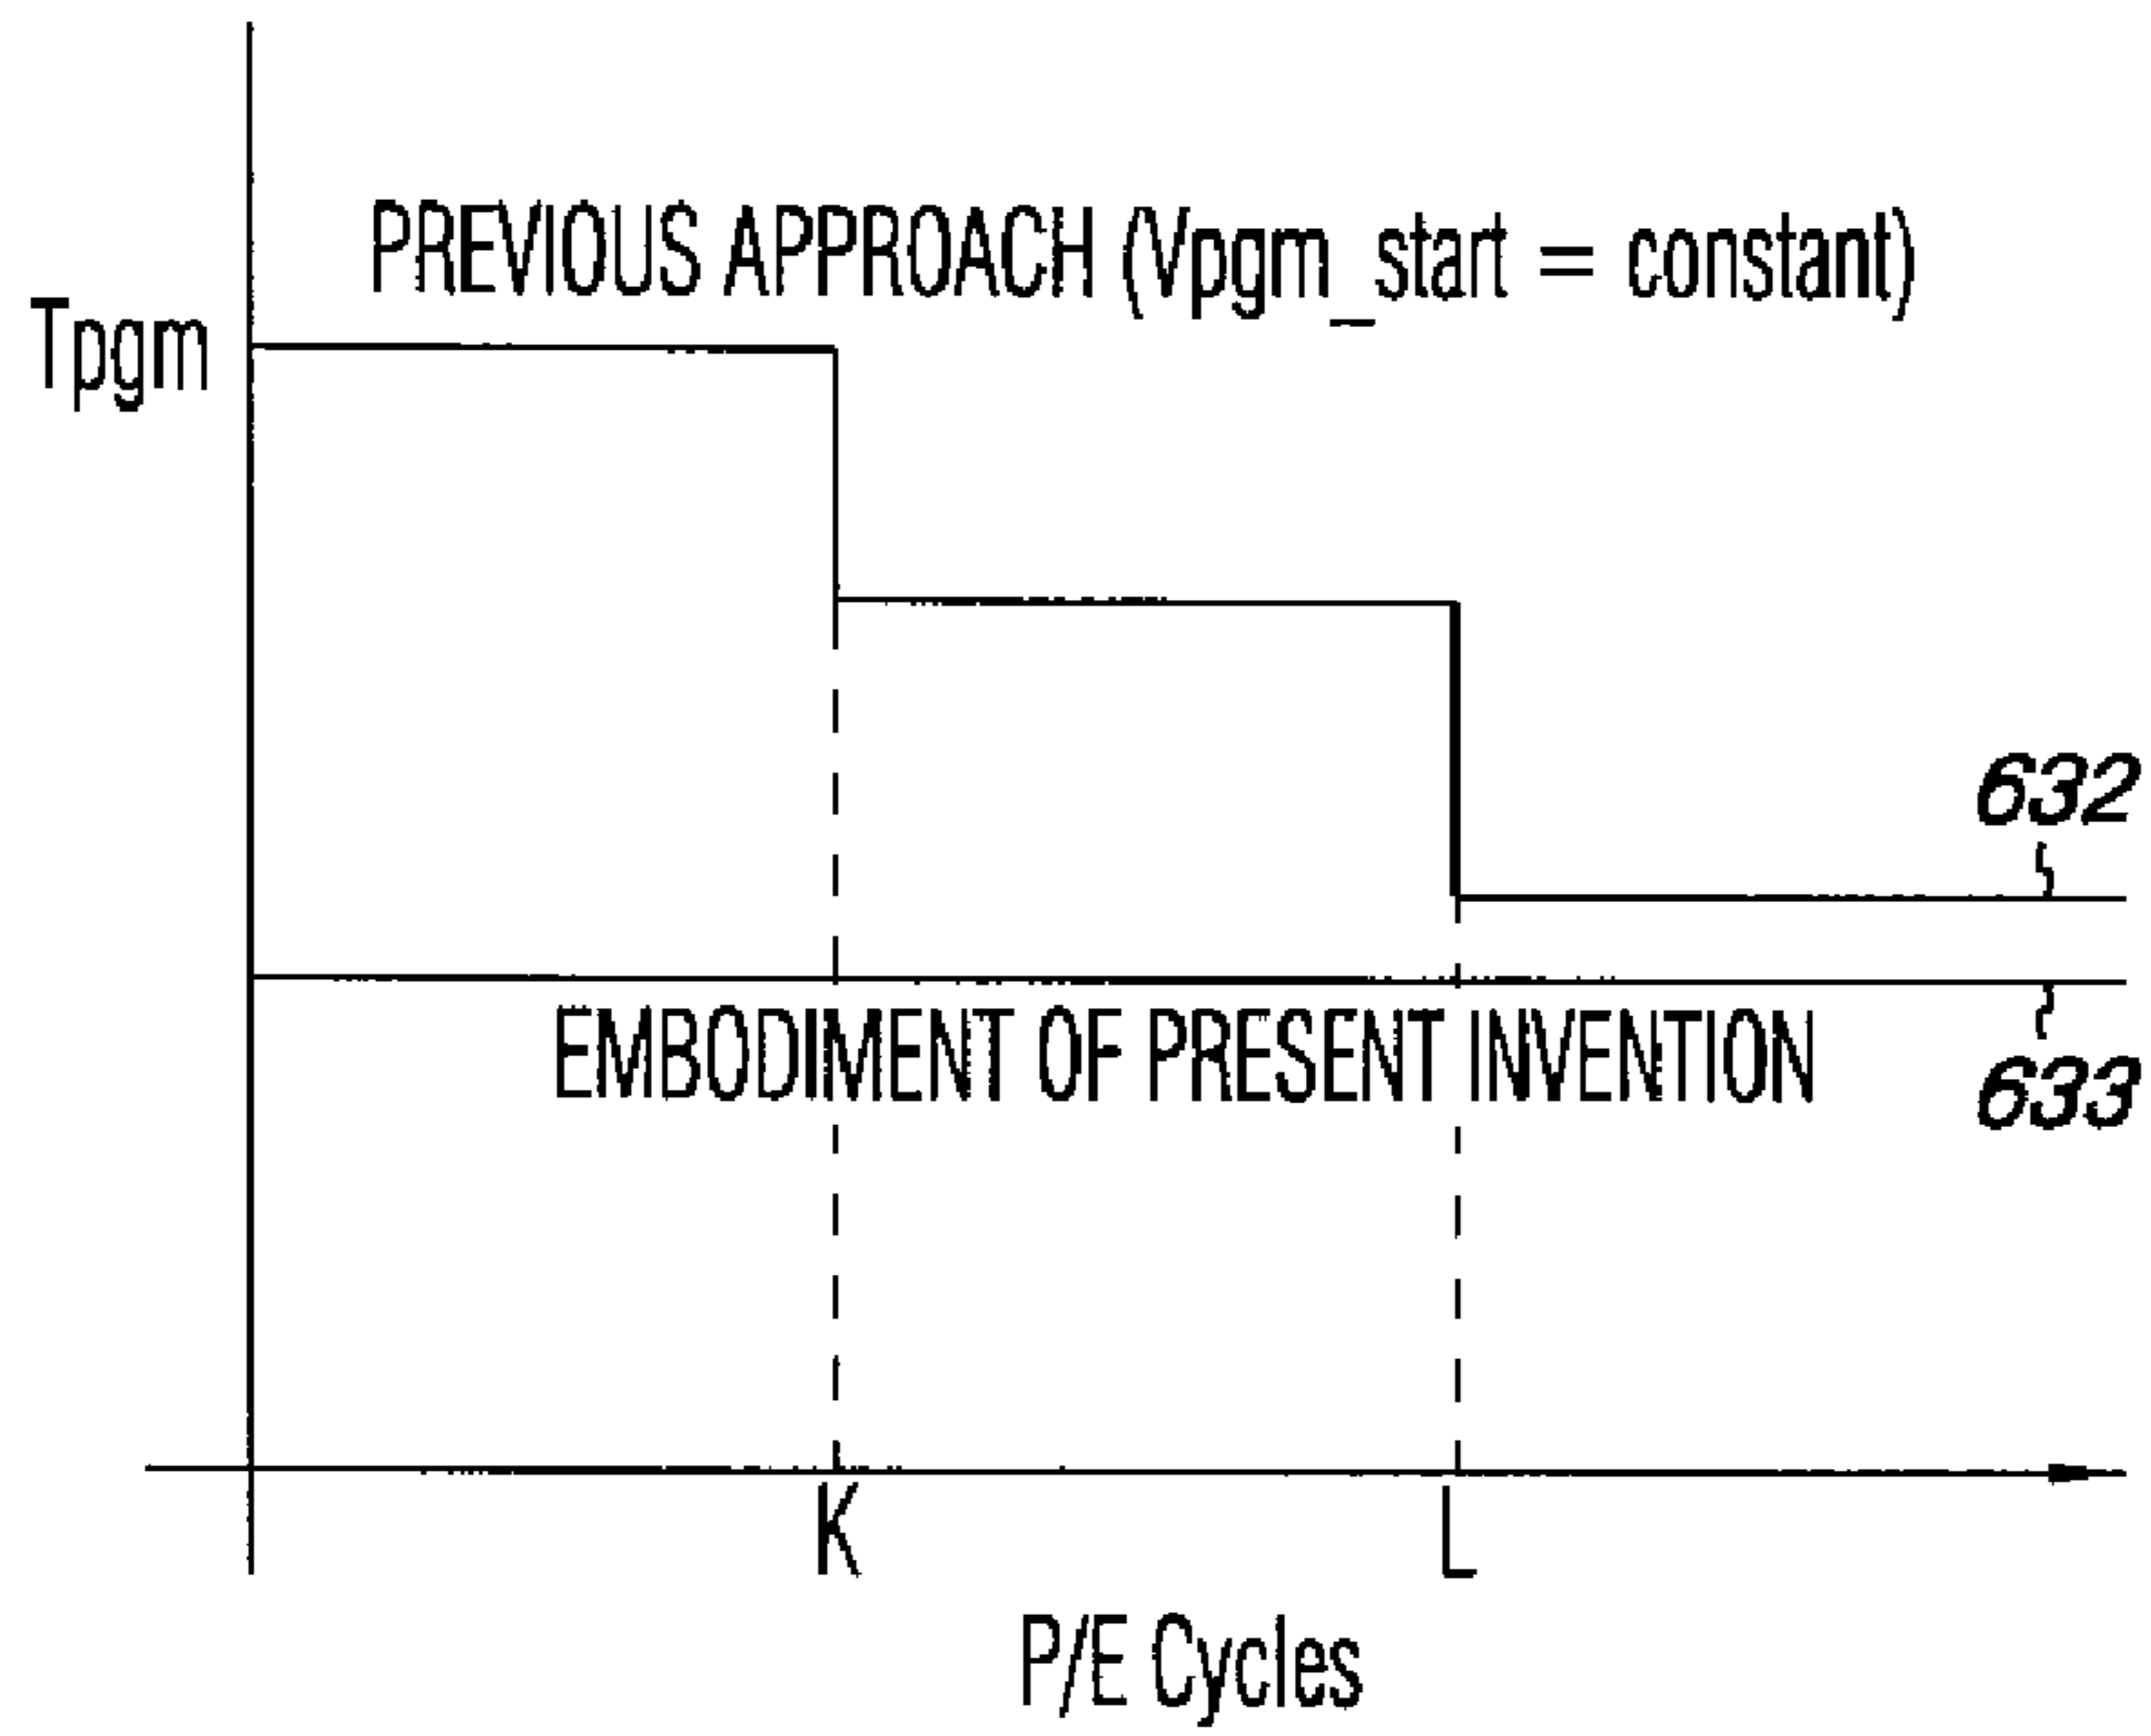 PREVIOUS APPROACH (Vpgm_start = constant)
Tpgm
632
EMBODIMENT OF PRESENT INVENTION
633
K
L
P/E Cycles